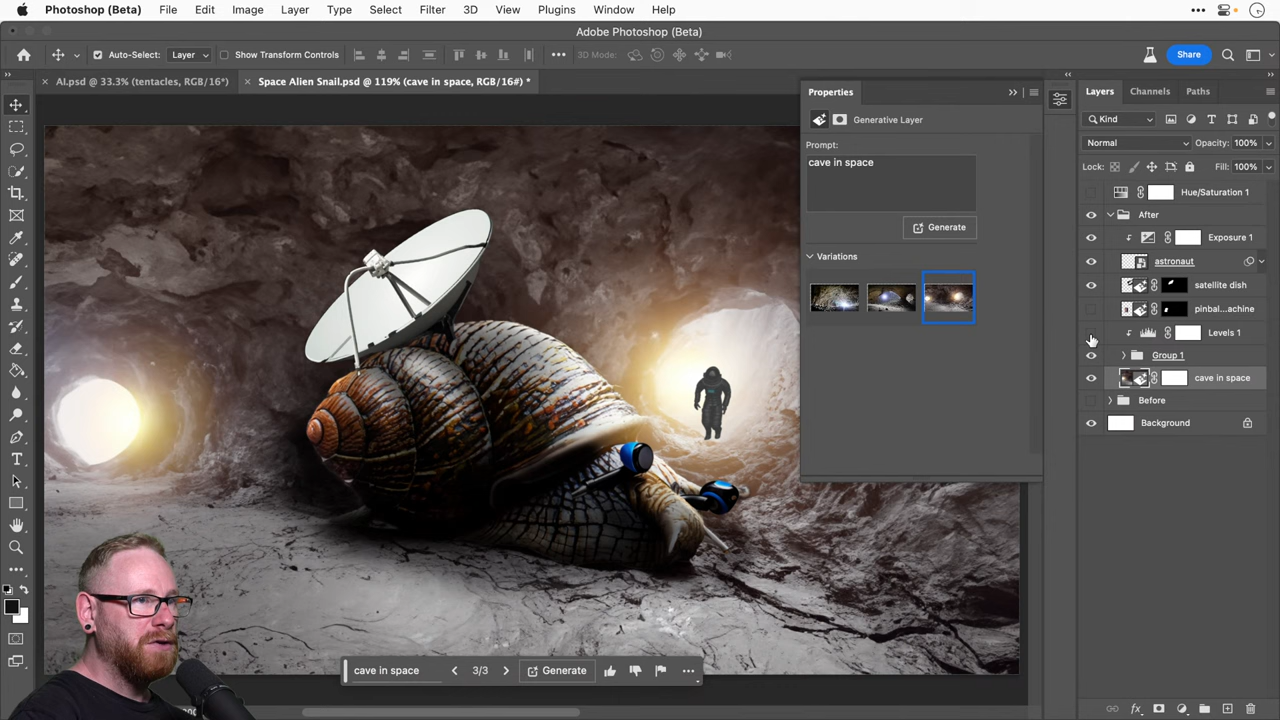 Photoshop (Beta) File Edit Image Layer Type Select Filter 3D View Plugins Window Help
Adobe Photoshop (Beta)
Auto-Select: Layer Show Transform Controls 3D Mode: Share
AI.psd @ 33.3% (tentacles, RGB/16*) Space Alien Snail.psd @ 119% (cave in space, RGB/16#) *
Properties
Generative Layer
Prompt:
cave in space
Generate
Variations
Layers Channels Paths
Kind
Normal Opacity: 100%
Lock: Fill: 100%
Hue/Saturation 1
After
Exposure 1
astronaut
satellite dish
pinbal...achine
Levels 1
Group 1
cave in space
Before
Background
cave in space 3/3 Generate